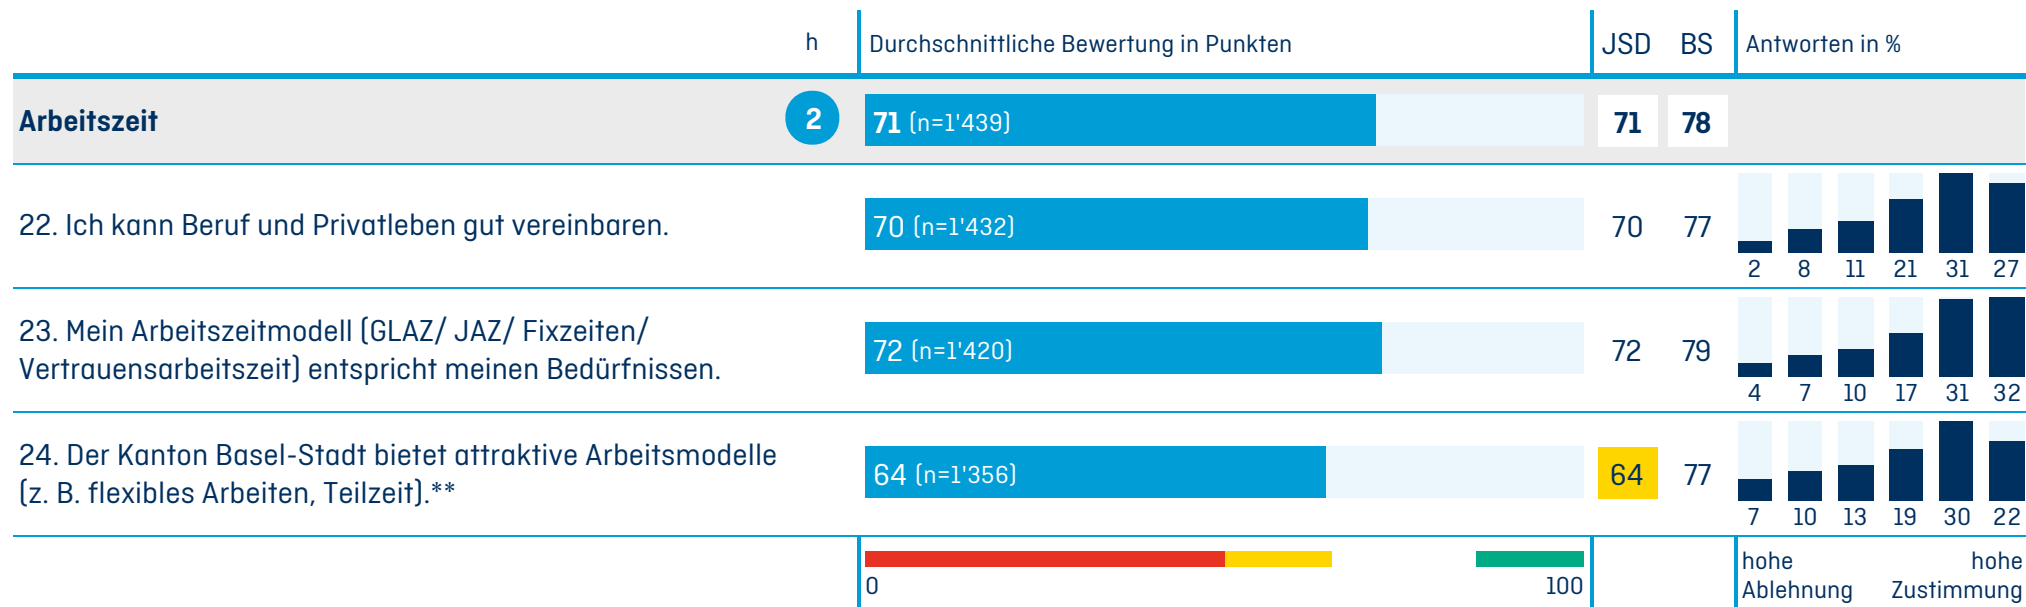 h Durchschnittliche Bewertung in Punkten JSD BS Antworten in %
Arbeitszeit 2 71 (n=1'439) 71 78
22. Ich kann Beruf und Privatleben gut vereinbaren. 70 (n=1'432) 70 77
2 8 11 21 31 27
23. Mein Arbeitszeitmodell (GLAZ/ JAZ/ Fixzeiten/
Vertrauensarbeitszeit) entspricht meinen Bedürfnissen.
72 (n=1'420) 72 79
4 7 10 17 31 32
24. Der Kanton Basel-Stadt bietet attraktive Arbeitsmodelle
(z. B. flexibles Arbeiten, Teilzeit).**
64 (n=1'356) 64 77
7 10 13 19 30 22
0 100
hohe hohe
Ablehnung Zustimmung